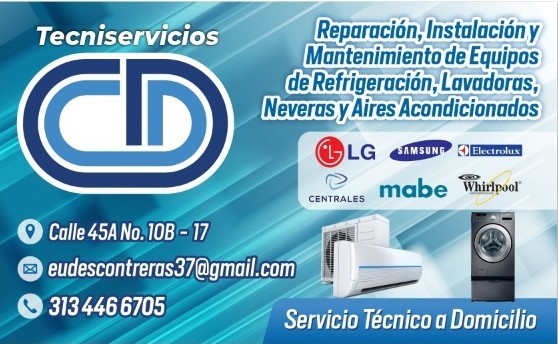 Tecniservicios
CD
Reparación, Instalación y
Mantenimiento de Equipos
de Refrigeración, Lavadoras,
Neveras y Aires Acondicionados
LG
SAMSUNG
Electrolux
CENTRALES
mabe
Whirlpool
Calle 45A No. 10B - 17
eudescontreras37@gmail.com
313 446 6705
Servicio Técnico a Domicilio